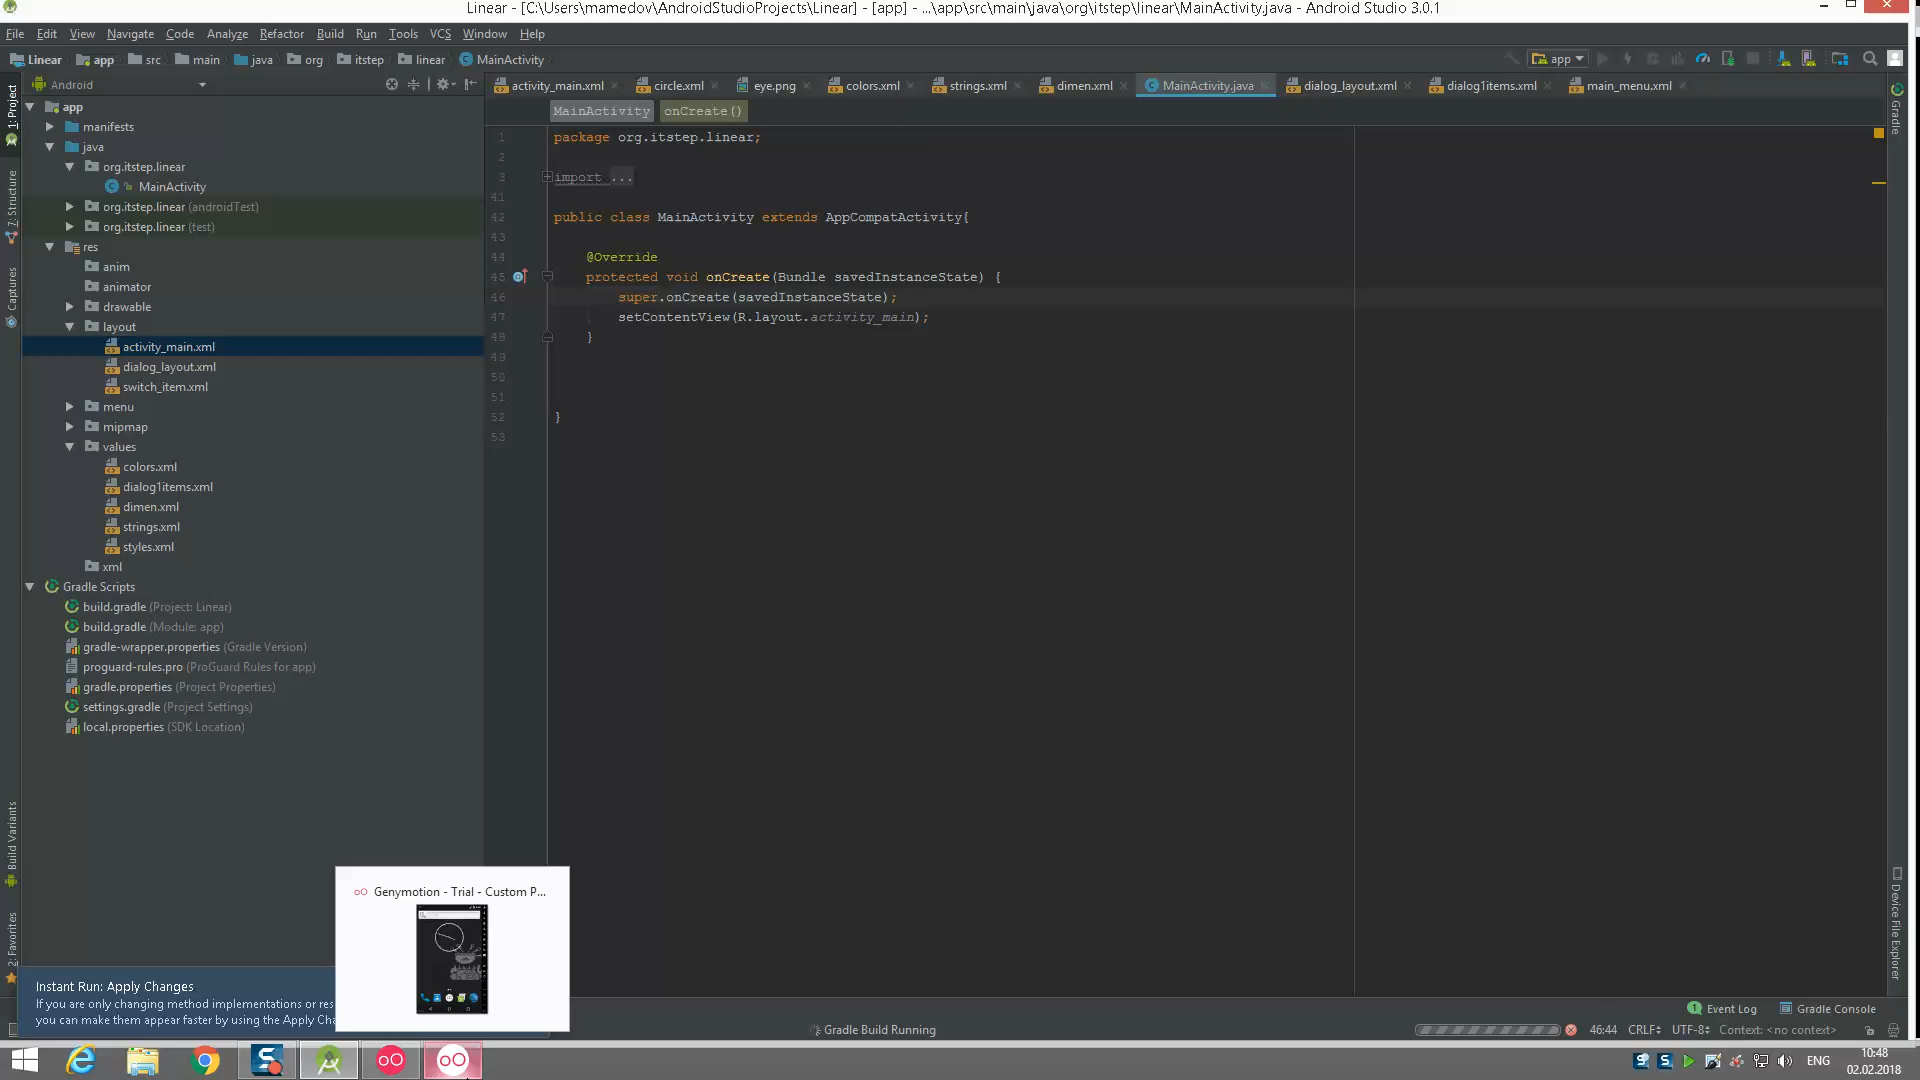 Linear - [C:\Users\mamedov\AndroidStudioProjects\Linear] - [app] - ...\app\src\main\java\org\itstep\linear\MainActivity.java - Android Studio 3.0.1
File Edit View Navigate Code Analyze Refactor Build Run Tools VCS Window Help
Linear app src main java org itstep linear MainActivity
app
Android
activity_main.xml circle.xml eye.png colors.xml strings.xml dimen.xml MainActivity.java dialog_layout.xml dialog1items.xml main_menu.xml
MainActivity onCreate()
1: Project
7: Structure
Captures
Build Variants
2: Favorites
Gradle
Device File Explorer
app
manifests
java
org.itstep.linear
MainActivity
org.itstep.linear (androidTest)
org.itstep.linear (test)
res
anim
animator
drawable
layout
activity_main.xml
dialog_layout.xml
switch_item.xml
menu
mipmap
values
colors.xml
dialog1items.xml
dimen.xml
strings.xml
styles.xml
xml
Gradle Scripts
build.gradle (Project: Linear)
build.gradle (Module: app)
gradle-wrapper.properties (Gradle Version)
proguard-rules.pro (ProGuard Rules for app)
gradle.properties (Project Properties)
settings.gradle (Project Settings)
local.properties (SDK Location)
1 package org.itstep.linear;
2
3 import ...
41
42 public class MainActivity extends AppCompatActivity{
43
44 @Override
45 protected void onCreate(Bundle savedInstanceState) {
46 super.onCreate(savedInstanceState);
47 setContentView(R.layout.activity_main);
48 }
49
50
51
52 }
53
Genymotion - Trial - Custom P...
Instant Run: Apply Changes
If you are only changing method implementations or res
you can make them appear faster by using the Apply Cha
Event Log Gradle Console
Gradle Build Running
46:44 CRLF÷ UTF-8÷ Context: <no context>
ENG
10:48
02.02.2018